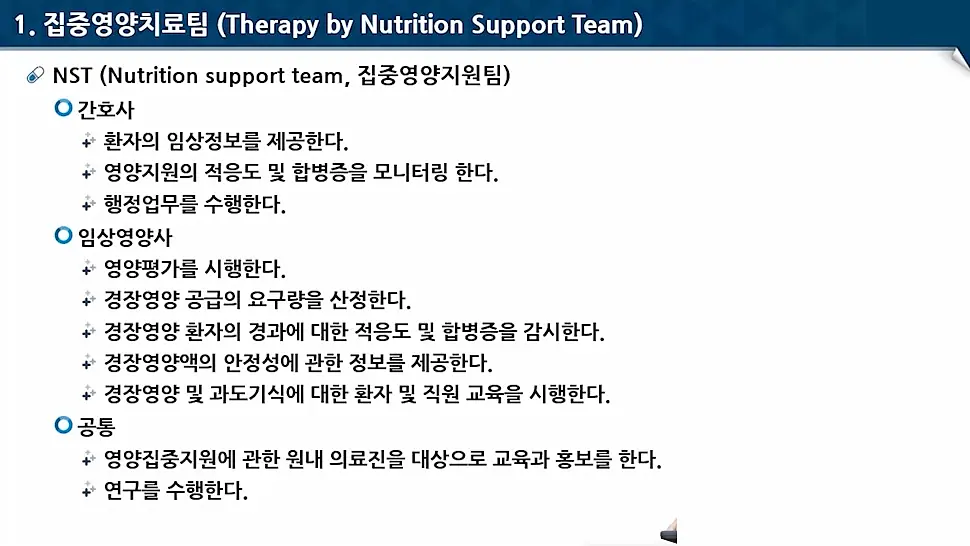 1. 집중영양치료팀 (Therapy by Nutrition Support Team)
NST (Nutrition support team, 집중영양지원팀)
간호사
환자의 임상정보를 제공한다.
영양지원의 적응도 및 합병증을 모니터링 한다.
행정업무를 수행한다.
임상영양사
영양평가를 시행한다.
경장영양 공급의 요구량을 산정한다.
경장영양 환자의 경과에 대한 적응도 및 합병증을 감시한다.
경장영양액의 안정성에 관한 정보를 제공한다.
경장영양 및 과도기식에 대한 환자 및 직원 교육을 시행한다.
공통
영양집중지원에 관한 원내 의료진을 대상으로 교육과 홍보를 한다.
연구를 수행한다.